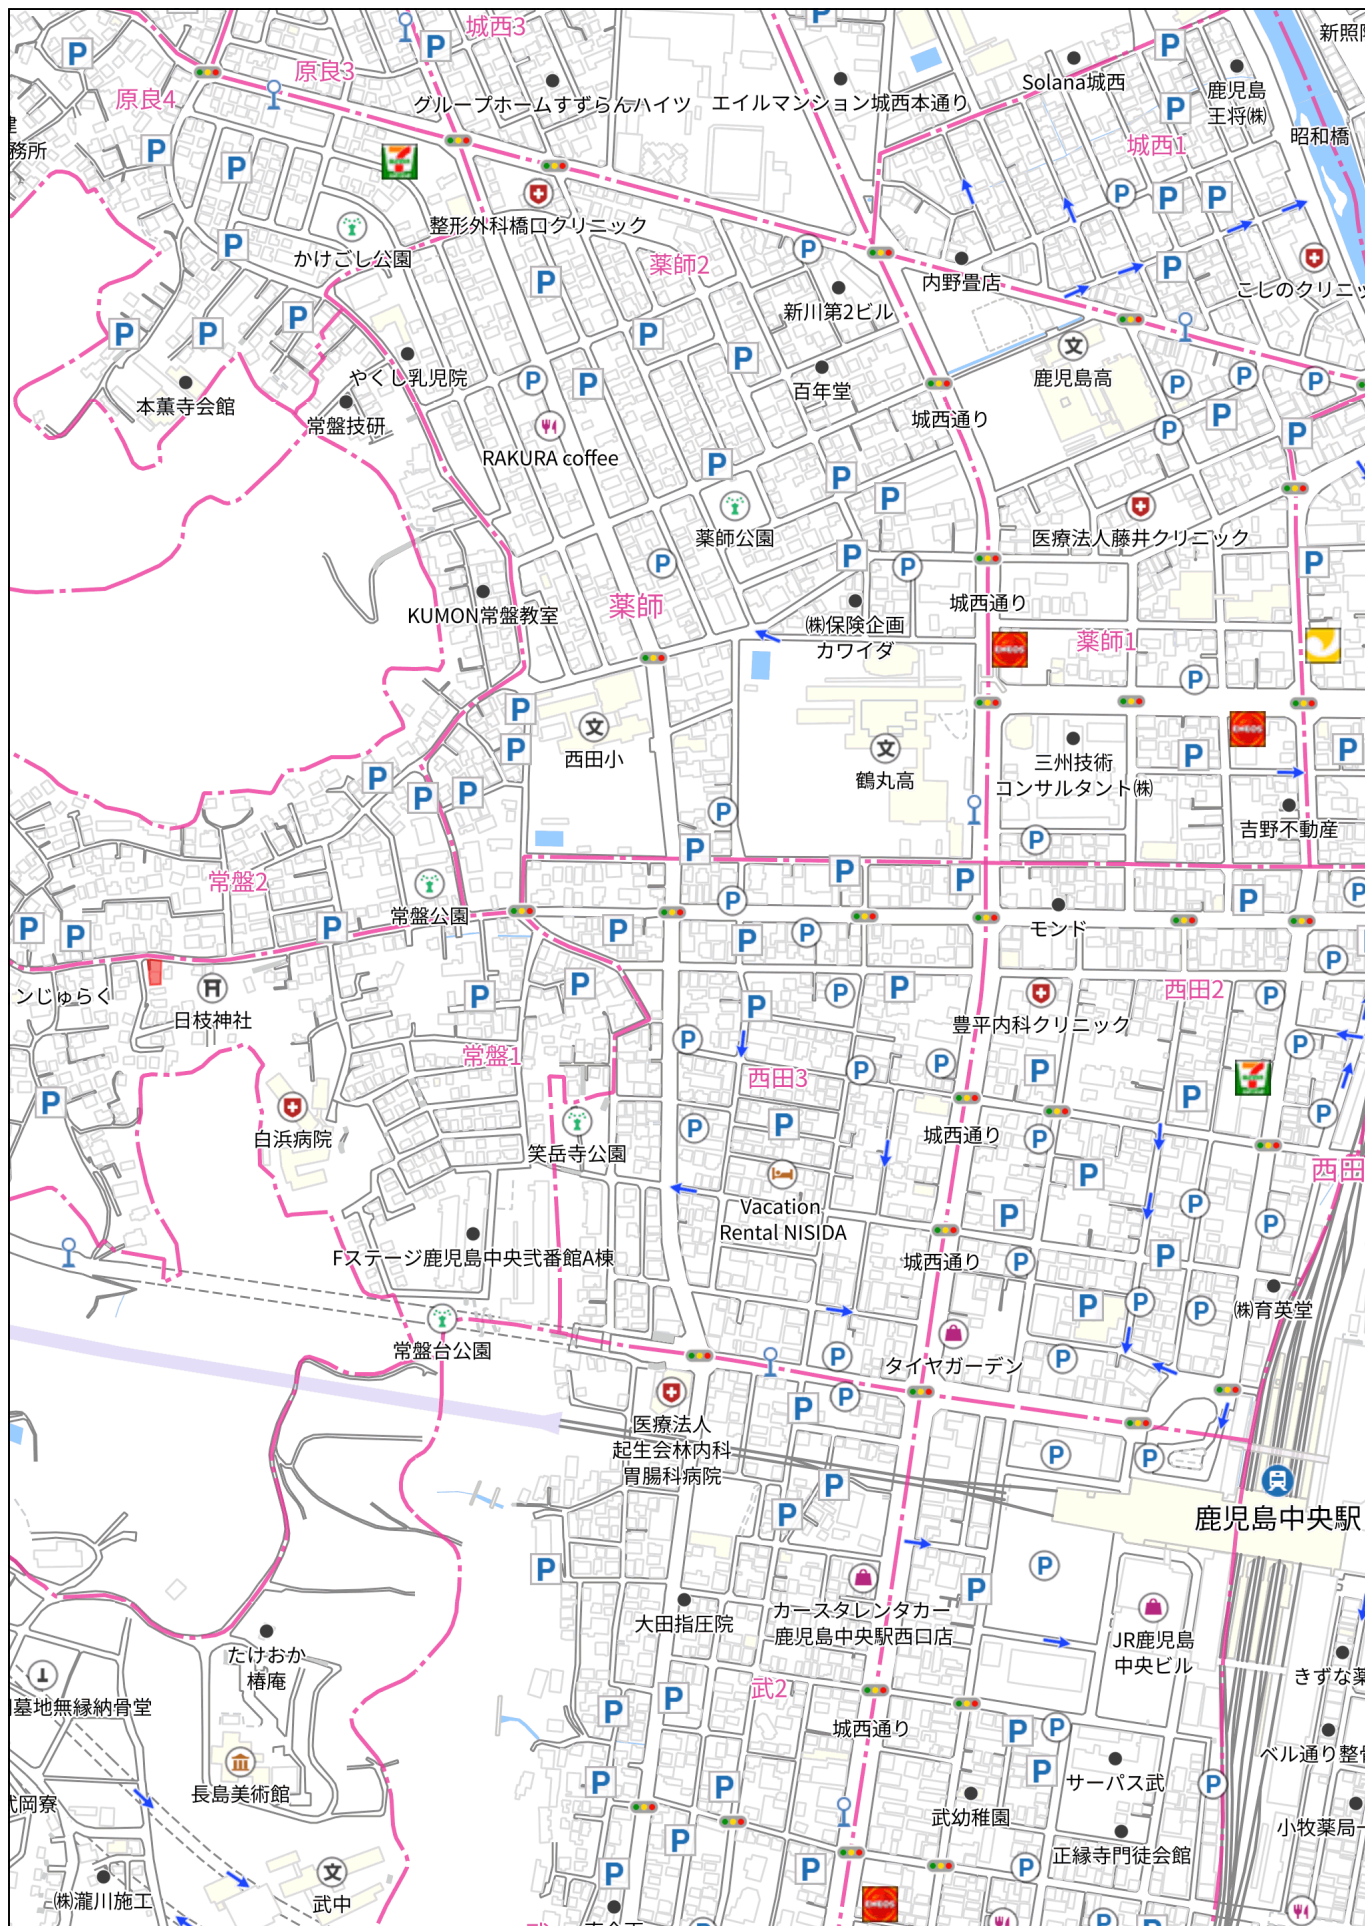 城西3
新照院
原良3
原良4
グループホームすずらんハイツ
エイルマンション城西本通り
Solana城西
鹿児島
王将㈱
昭和橋
城西1
務所
整形外科橋口クリニック
かけごし公園
薬師2
内野畳店
こしのクリニッ
新川第2ビル
鹿児島高
やくし乳児院
百年堂
本薫寺会館
常盤技研
城西通り
RAKURA coffee
薬師公園
医療法人藤井クリニック
KUMON常盤教室
薬師
城西通り
㈱保険企画
カワイダ
薬師1
ENEOS
西田小
鶴丸高
三州技術
コンサルタント㈱
ENEOS
吉野不動産
常盤2
常盤公園
モンド
ンじゅらく
日枝神社
西田2
豊平内科クリニック
常盤1
西田3
白浜病院
笑岳寺公園
城西通り
西田
Vacation
Rental NISIDA
Fステージ鹿児島中央弐番館A棟
城西通り
㈱育英堂
常盤台公園
タイヤガーデン
医療法人
起生会林内科
胃腸科病院
鹿児島中央駅
カースタレンタカー
鹿児島中央駅西口店
大田指圧院
JR鹿児島
中央ビル
たけおか
椿庵
きずな薬
墓地無縁納骨堂
武2
城西通り
ベル通り整骨
サーパス武
長島美術館
武岡寮
武幼稚園
小牧薬局一
正縁寺門徒会館
㈱瀧川施工
武中
ENEOS